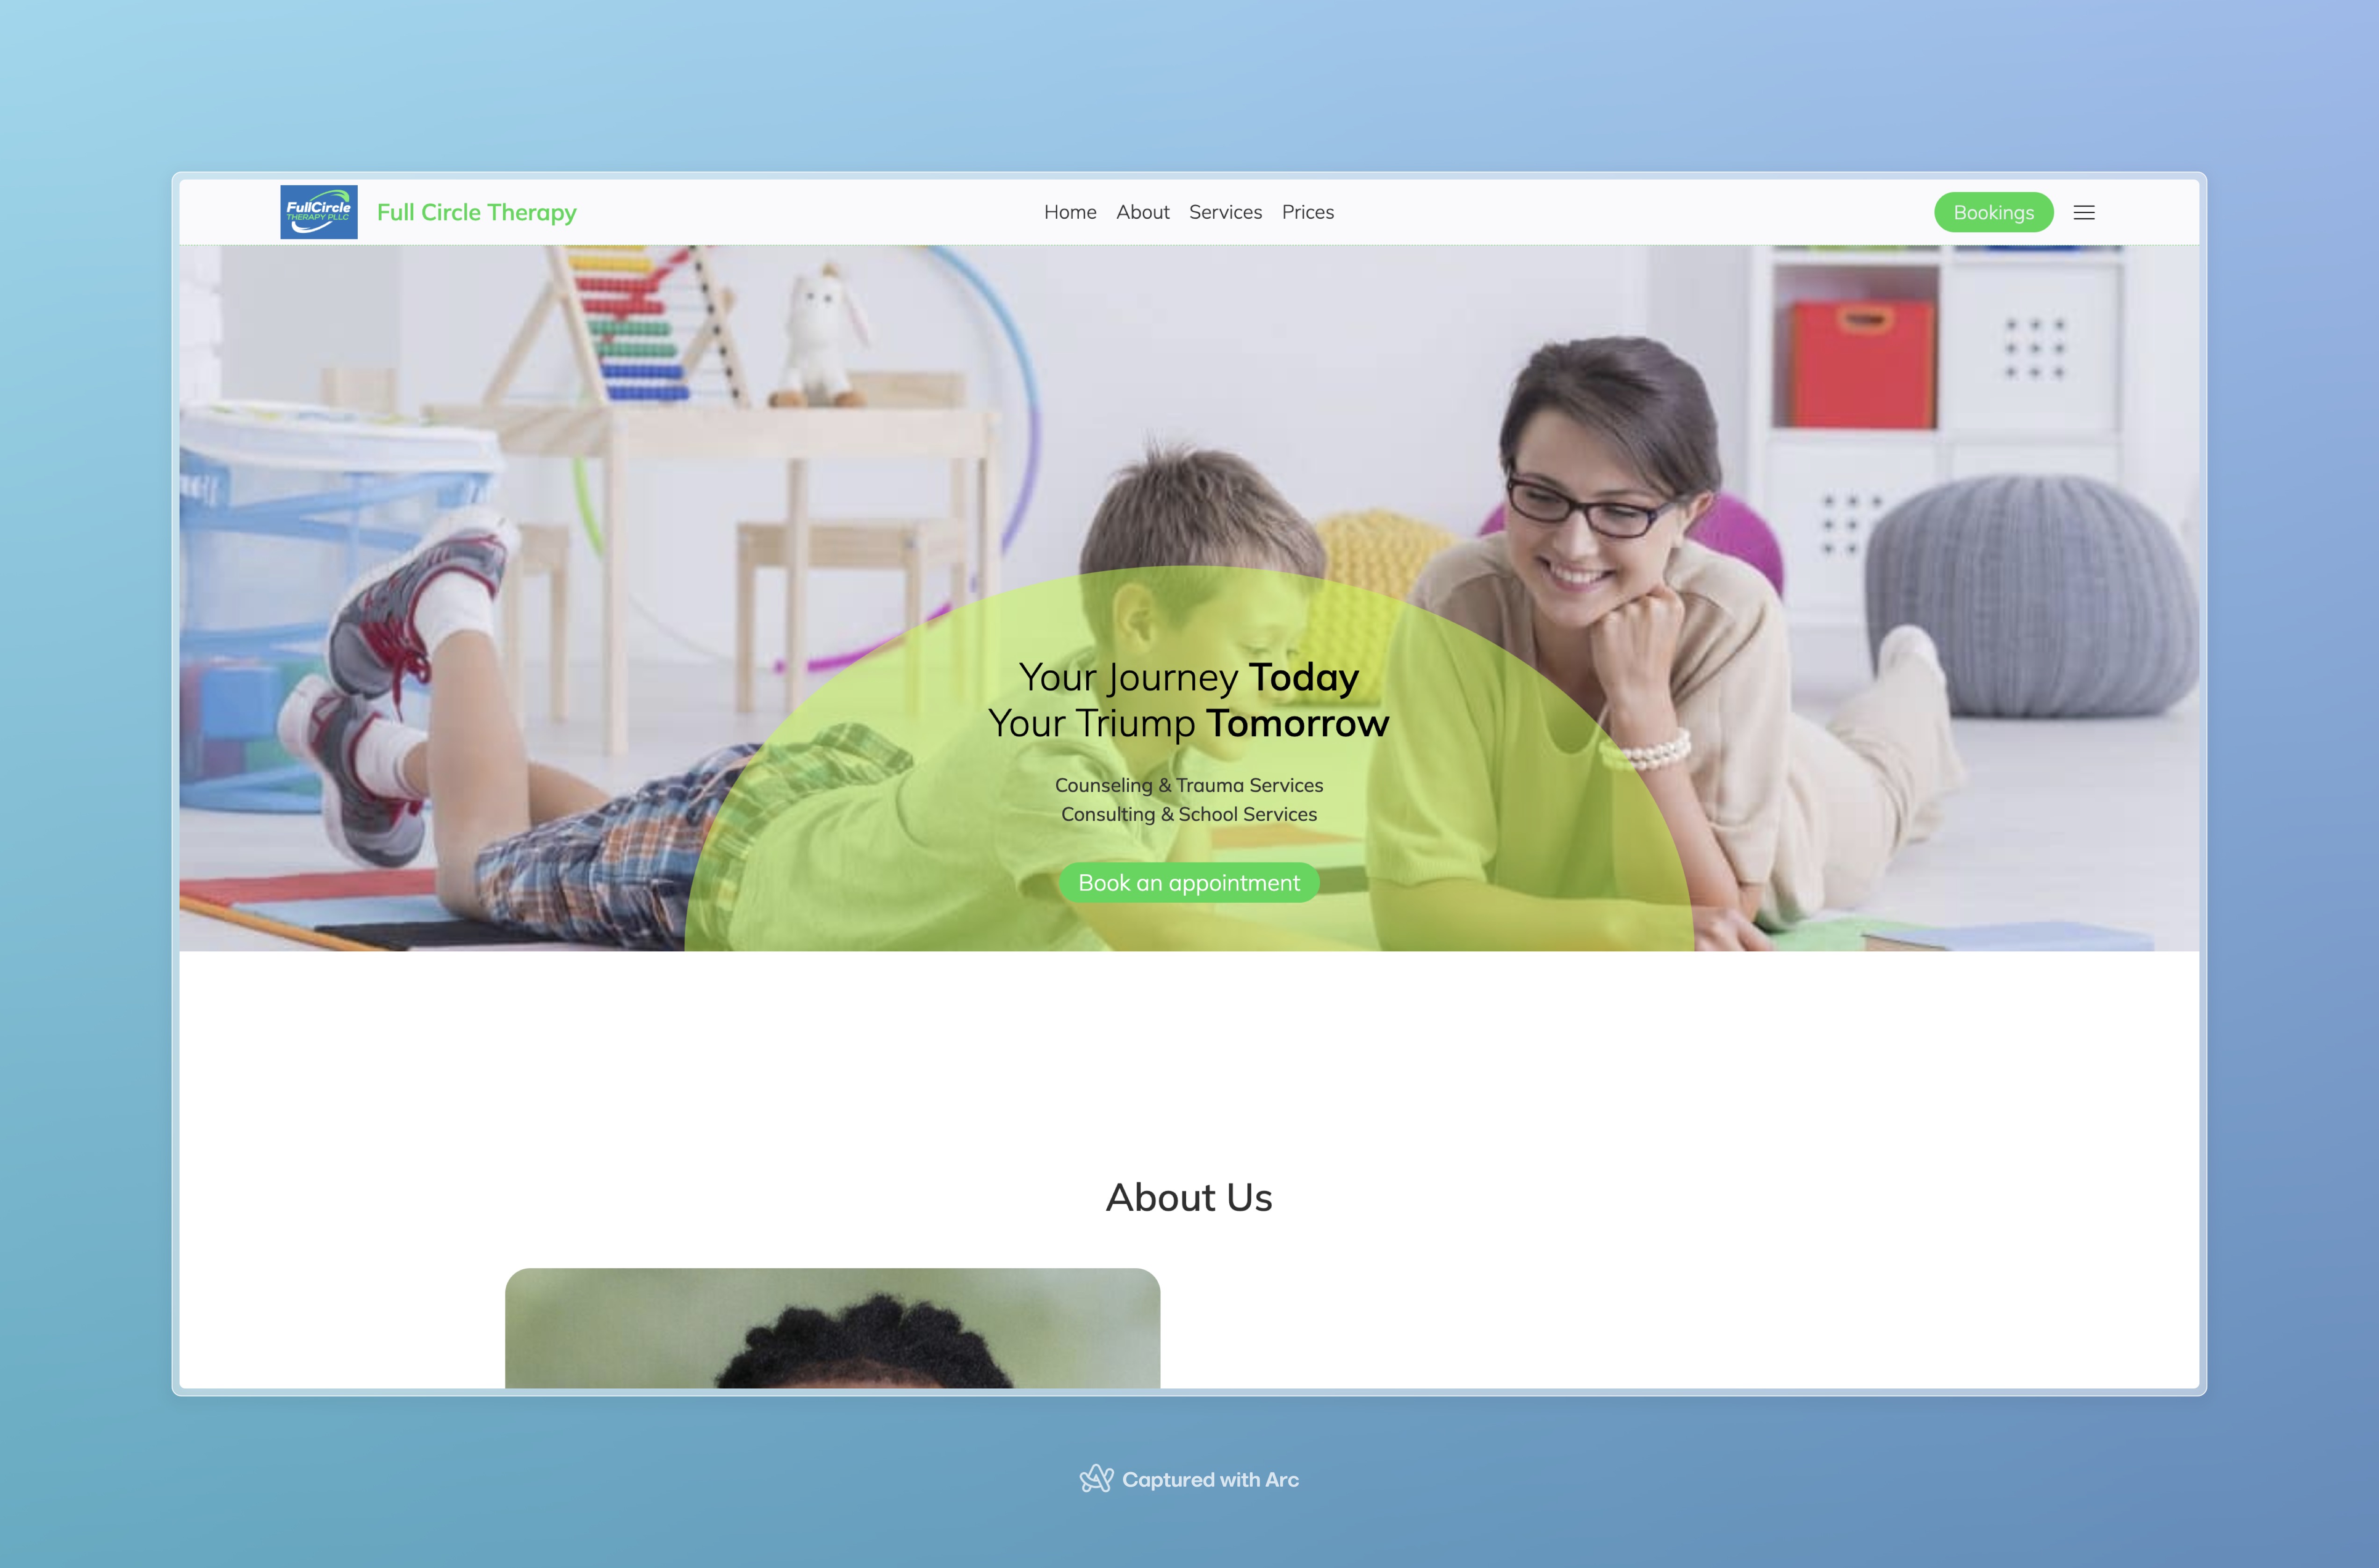 FullCircle
THERAPY PLLC
Full Circle Therapy
Home About Services Prices
Bookings
Your Journey Today
Your Triump Tomorrow
Counseling & Trauma Services
Consulting & School Services
Book an appointment
About Us
Captured with Arc